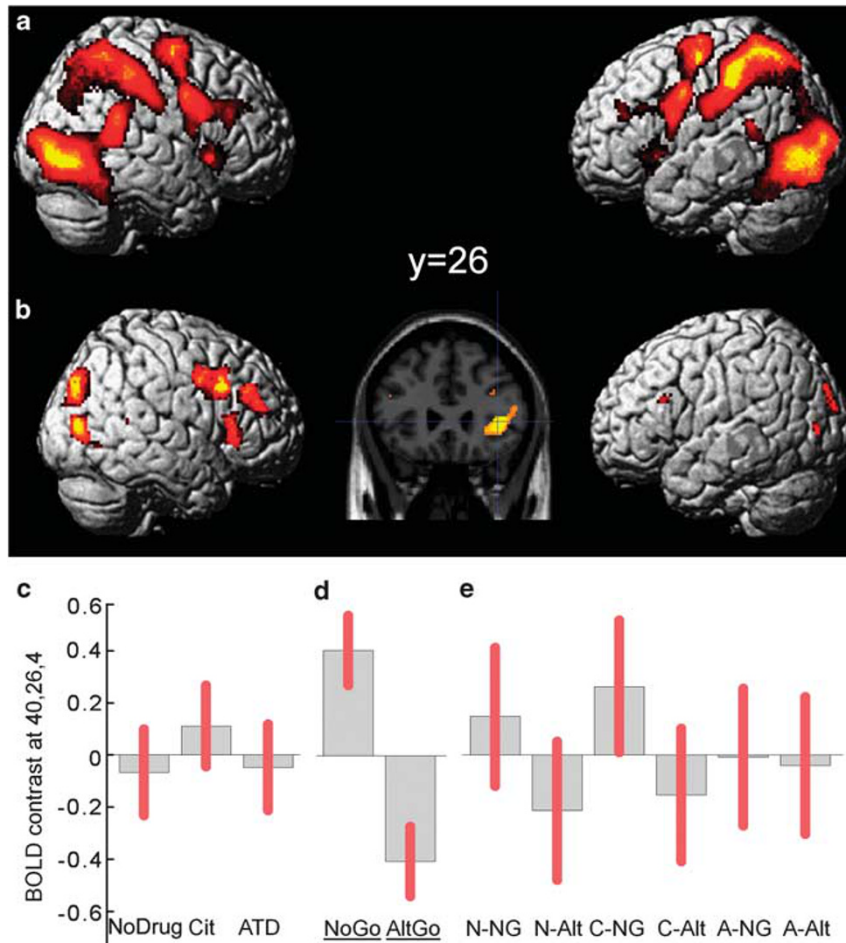 a
y=26
b
c
d
e
BOLD contrast at 40,26,4
0.6
0.4
0.2
0
-0.2
-0.4
-0.6
NoDrug Cit ATD
NoGo AltGo
N-NG N-Alt C-NG C-Alt A-NG A-Alt